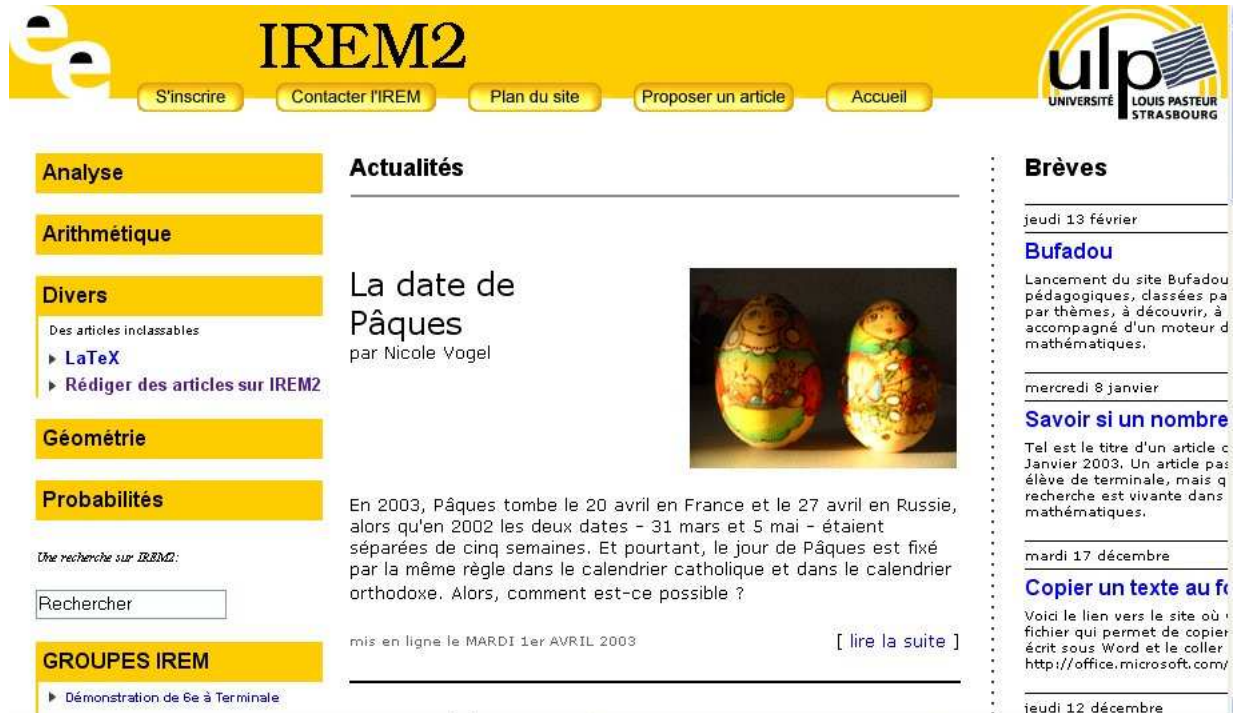 IREM2
S'inscrire
Contacter l'IREM
Plan du site
Proposer un article
Accueil
ulp
UNIVERSITÉ LOUIS PASTEUR
STRASBOURG
Analyse
Arithmétique
Divers
Des articles inclassables
LaTeX
Rédiger des articles sur IREM2
Géométrie
Probabilités
Une recherche sur IREM2:
Rechercher
GROUPES IREM
Démonstration de 6e à Terminale
Actualités
La date de
Pâques
par Nicole Vogel
En 2003, Pâques tombe le 20 avril en France et le 27 avril en Russie,
alors qu'en 2002 les deux dates - 31 mars et 5 mai - étaient
séparées de cinq semaines. Et pourtant, le jour de Pâques est fixé
par la même règle dans le calendrier catholique et dans le calendrier
orthodoxe. Alors, comment est-ce possible ?
mis en ligne le MARDI 1er AVRIL 2003
[ lire la suite ]
Brèves
jeudi 13 février
Bufadou
Lancement du site Bufadou
pédagogiques, classées pa
par thèmes, à découvrir, à
accompagné d'un moteur d
mathématiques.
mercredi 8 janvier
Savoir si un nombre
Tel est le titre d'un article
Janvier 2003. Un article pas
élève de terminale, mais q
recherche est vivante dans
mathématiques.
mardi 17 décembre
Copier un texte au
Voici le lien vers le site où
fichier qui permet de copier
écrit sous Word et le coller
http://office.microsoft.com/
jeudi 12 décembre